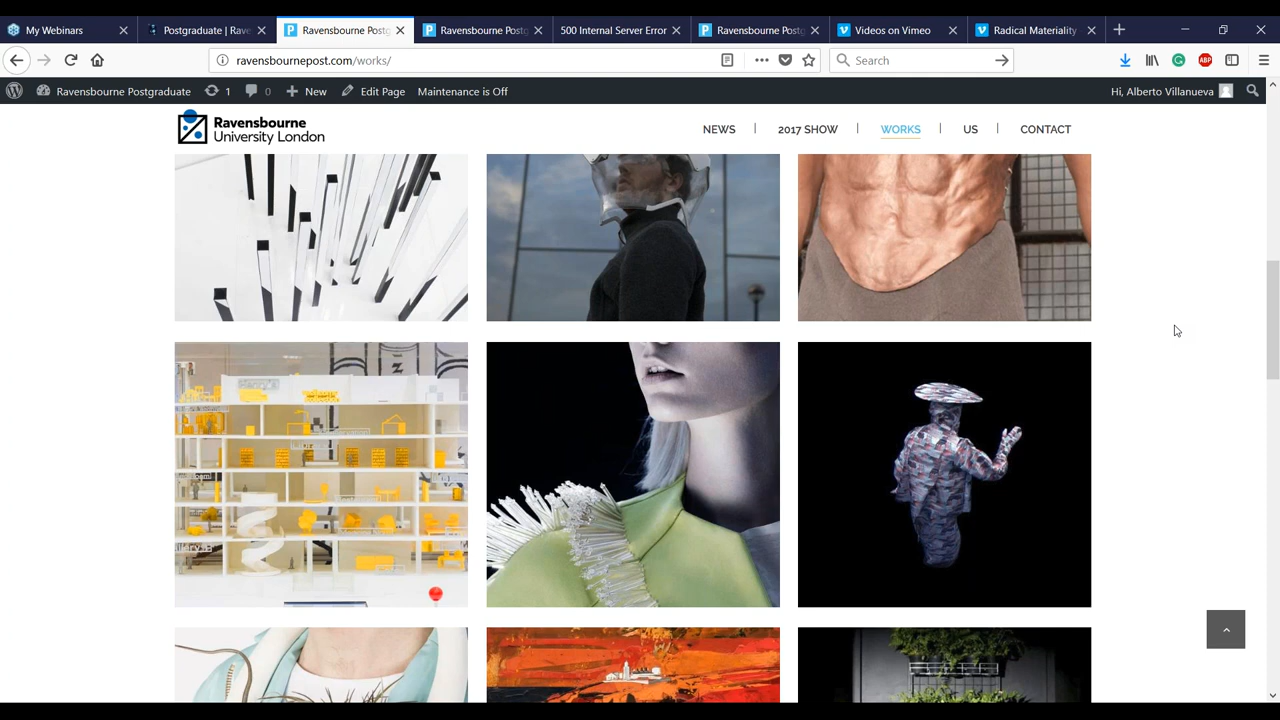 My Webinars
Postgraduate | Rave
Ravensbourne Postg
Ravensbourne Postg
500 Internal Server Error
Ravensbourne Postg
Videos on Vimeo
Radical Materiality
ravensbournepost.com/works/
Search
ABP
Ravensbourne Postgraduate
1
0
New
Edit Page
Maintenance is Off
Hi, Alberto Villanueva
Ravensbourne
University London
NEWS
2017 SHOW
WORKS
US
CONTACT